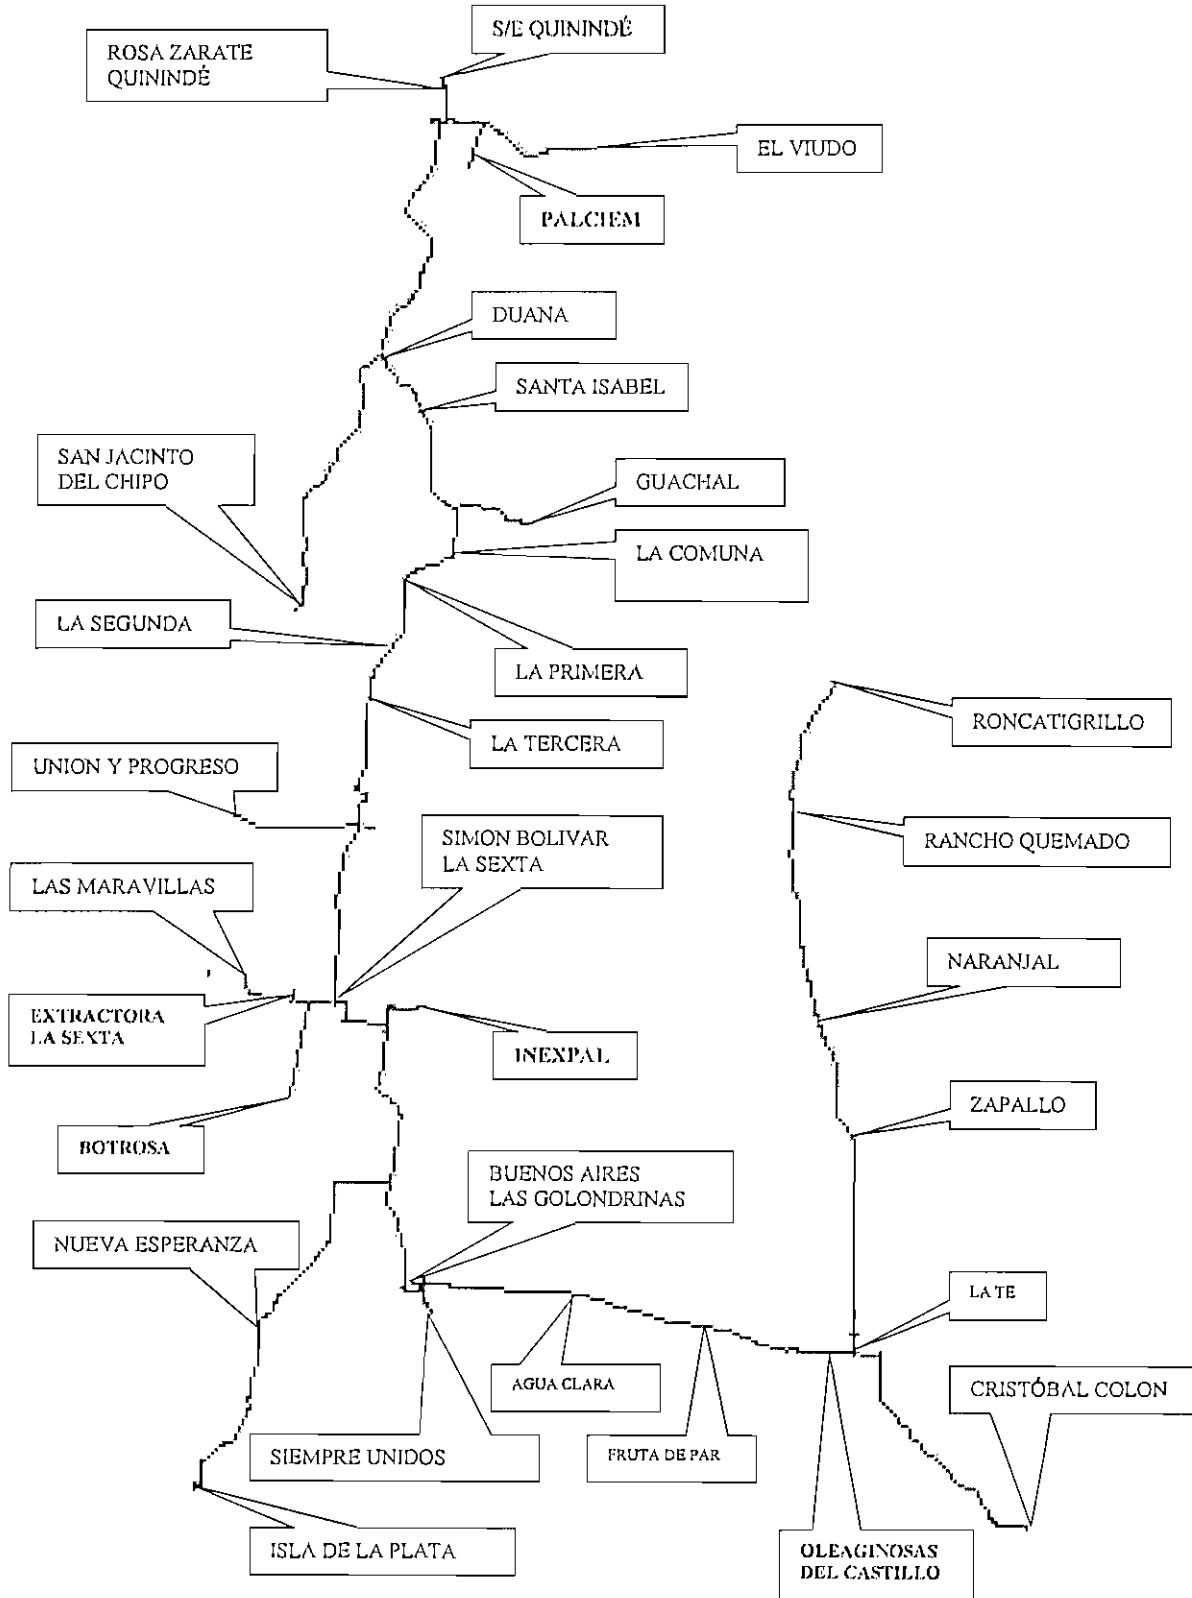 S/E QUININDÉ
ROSA ZARATE
QUININDÉ
EL VIUDO
PALCIEM
DUANA
SANTA ISABEL
SAN JACINTO
DEL CHIPO
GUACHAL
LA COMUNA
LA SEGUNDA
LA PRIMERA
RONCATIGRILLO
LA TERCERA
UNION Y PROGRESO
SIMON BOLIVAR
LA SEXTA
RANCHO QUEMADO
LAS MARAVILLAS
NARANJAL
EXTRACTORA
LA SEXTA
INEXPAL
ZAPALLO
BOTROSA
BUENOS AIRES
LAS GOLONDRINAS
NUEVA ESPERANZA
LA TE
AGUA CLARA
CRISTÓBAL COLON
SIEMPRE UNIDOS
FRUTA DE PAR
ISLA DE LA PLATA
OLEAGINOSAS
DEL CASTILLO